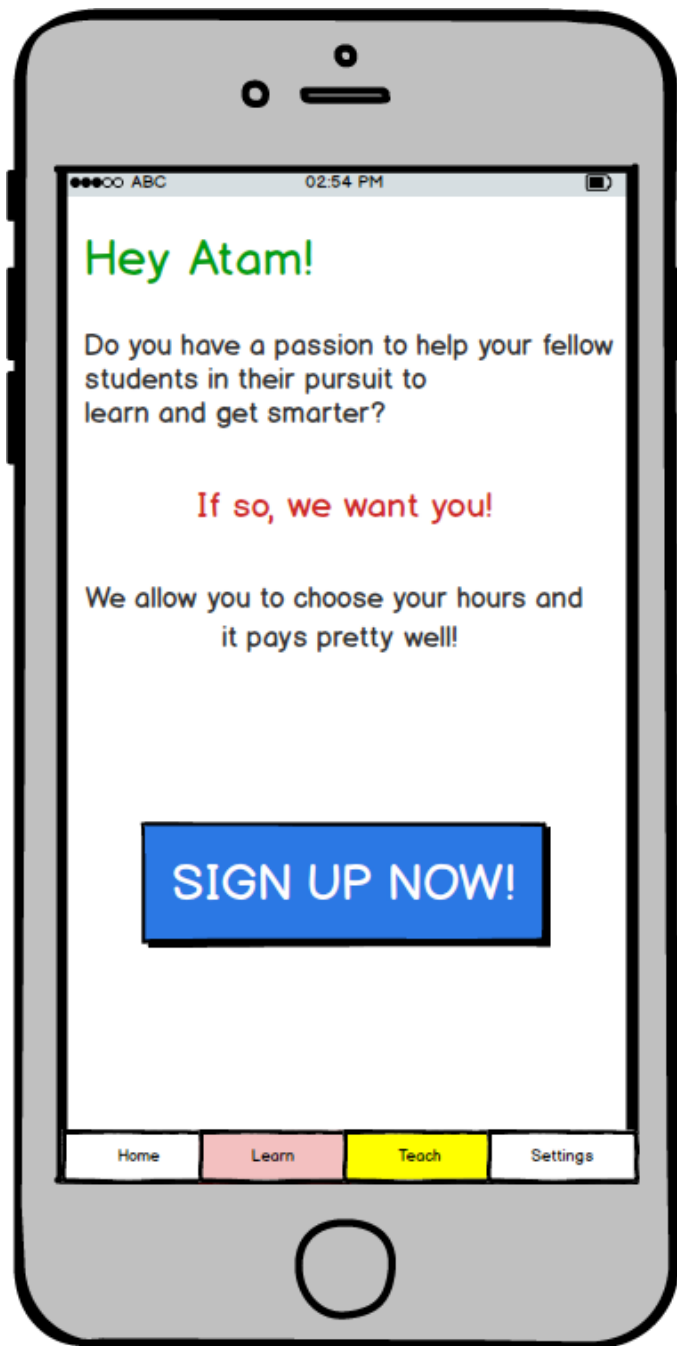 ABC 02:54 PM
Hey Atam!
Do you have a passion to help your fellow
students in their pursuit to
learn and get smarter?
If so, we want you!
We allow you to choose your hours and
it pays pretty well!
SIGN UP NOW!
Home Learn Teach Settings